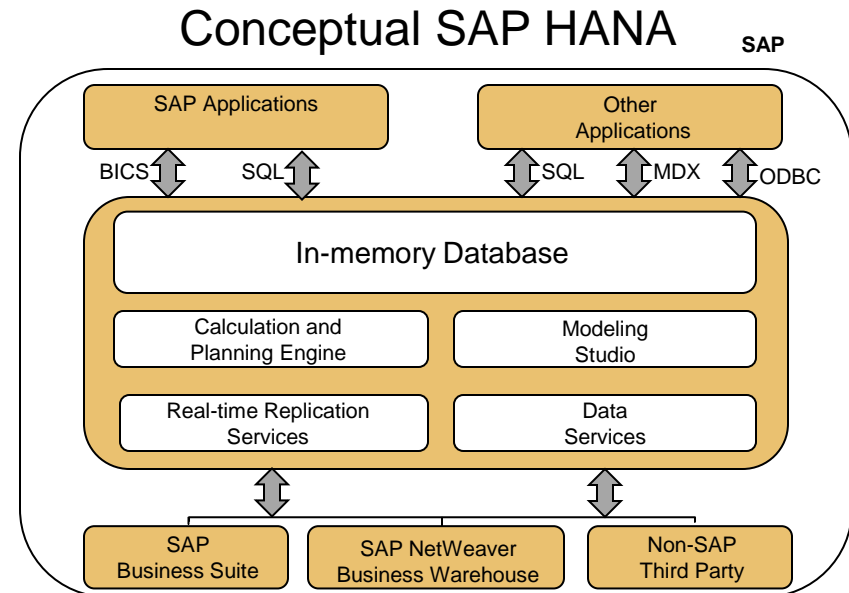 Conceptual SAP HANA
SAP
SAP Applications
Other
Applications
BICS
SQL
SQL
MDX
ODBC
In-memory Database
Calculation and
Planning Engine
Modeling
Studio
Real-time Replication
Services
Data
Services
SAP
Business Suite
SAP NetWeaver
Business Warehouse
Non-SAP
Third Party